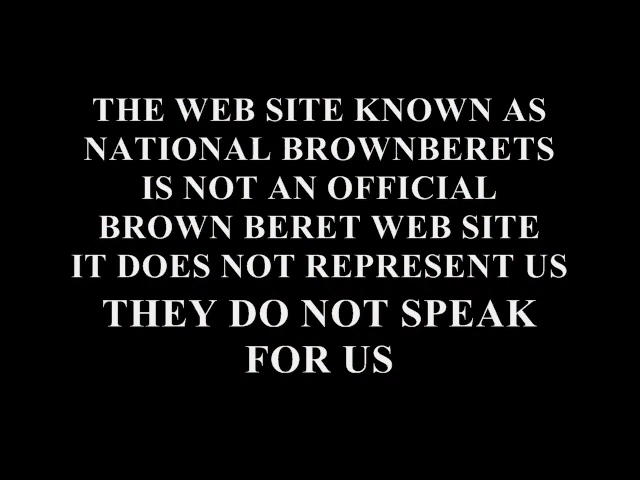 THE WEB SITE KNOWN AS
NATIONAL BROWNBERETS
IS NOT AN OFFICIAL
BROWN BERET WEB SITE
IT DOES NOT REPRESENT US
THEY DO NOT SPEAK
FOR US